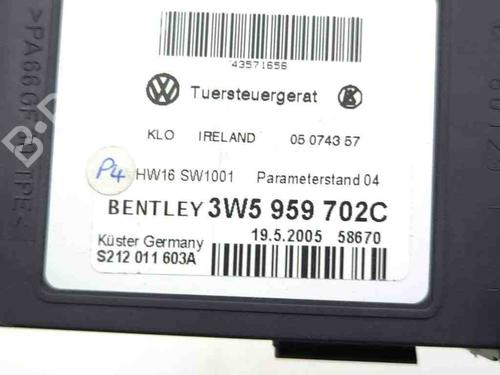 43571656
Tuersteuergerat
KLO IRELAND 05 0743 57
P4
HW16 SW1001 Parameterstand 04
BENTLEY 3W5 959 702C
Küster Germany 19.5.2005 58670
S212 011 603A